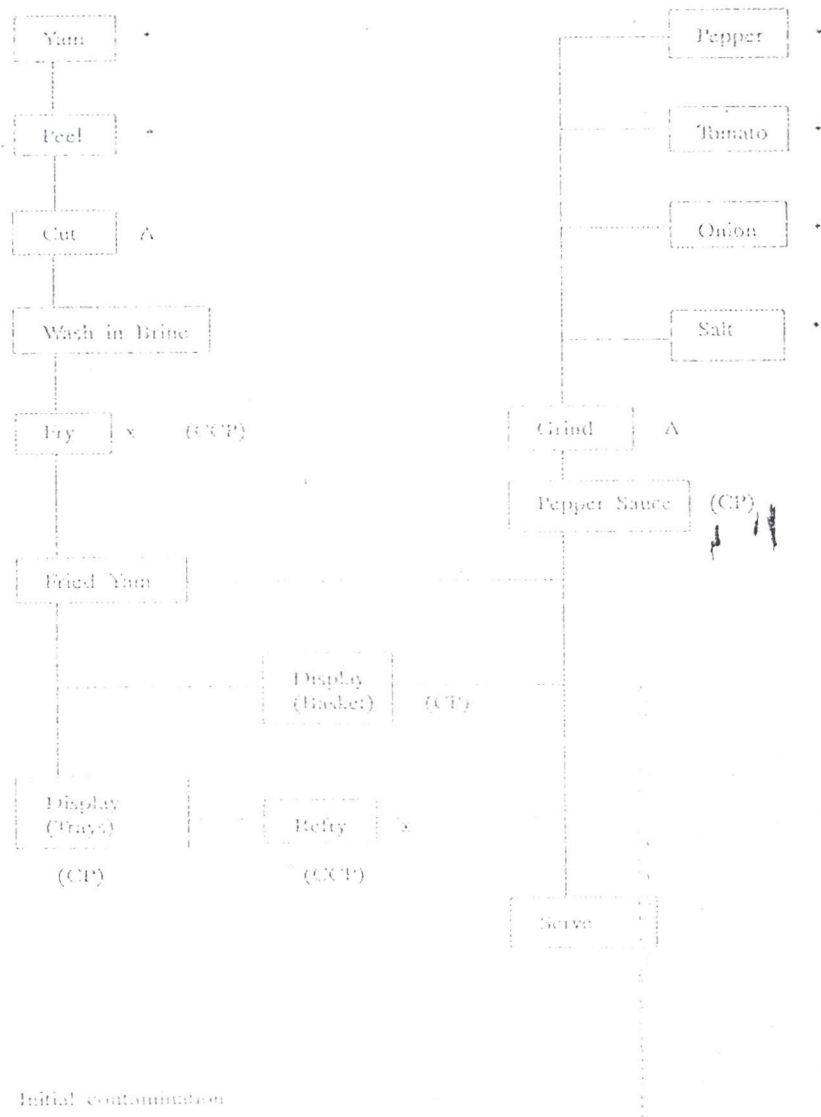 Yam *
Peel *
Cut Λ
Wash in Brine
Fry x (CCP)
Fried Yam
Display
(Basket) (CP)
Display
(Trays)
(CP)
Refry x
(CCP)
Pepper *
Tomato *
Onion *
Salt *
Grind Λ
Pepper Sauce (CP)
Serve
Initial contamination